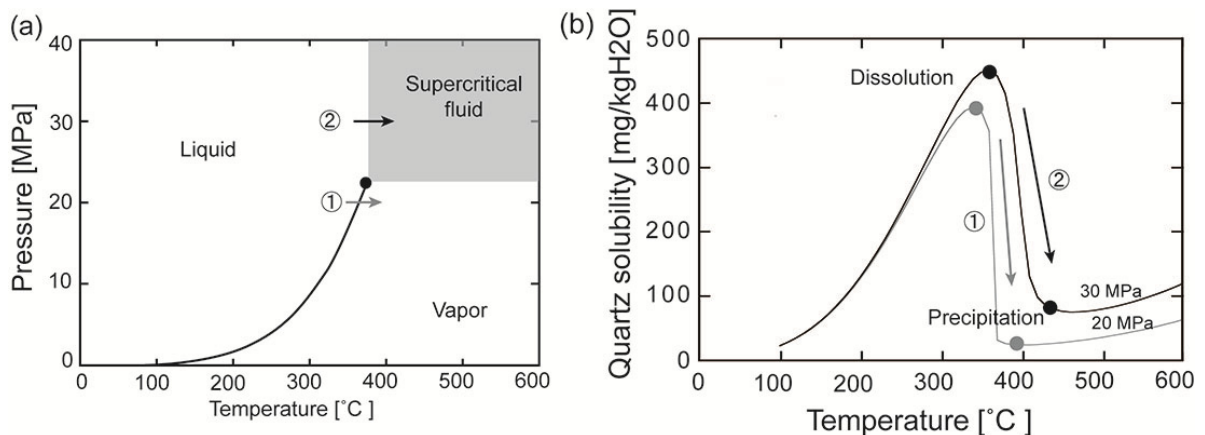 (a)
Pressure [MPa]
40
30
20
10
0
Liquid
Supercritical
fluid
②
①
Vapor
0 100 200 300 400 500 600
Temperature [˚C ]
(b)
Quartz solubility [mg/kgH2O]
500
450
400
300
200
400
100
0
Dissolution
②
①
Precipitation
30 MPa
20 MPa
0 100 200 300 400 500 600
Temperature [˚C ]